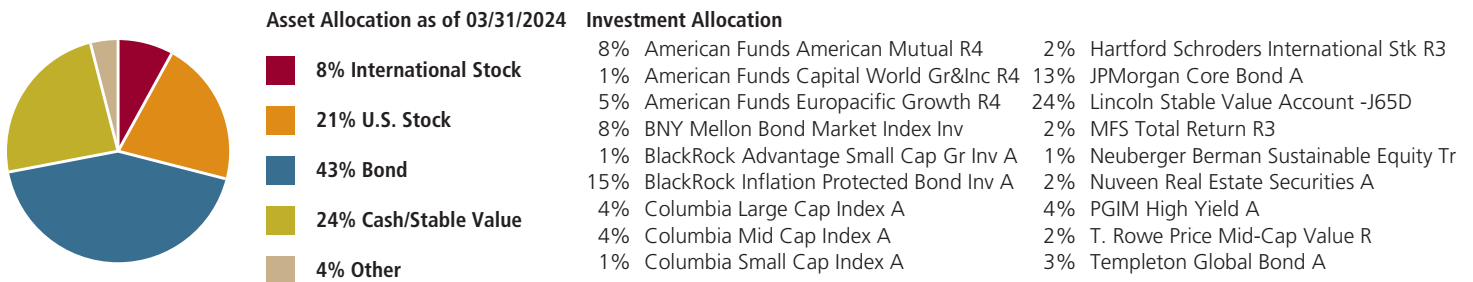 Asset Allocation as of 03/31/2024
8% International Stock
21% U.S. Stock
43% Bond
24% Cash/Stable Value
4% Other
Investment Allocation
8% American Funds American Mutual R4
1% American Funds Capital World Gr&Inc R4
5% American Funds Europacific Growth R4
8% BNY Mellon Bond Market Index Inv
1% BlackRock Advantage Small Cap Gr Inv A
15% BlackRock Inflation Protected Bond Inv A
4% Columbia Large Cap Index A
4% Columbia Mid Cap Index A
1% Columbia Small Cap Index A
2% Hartford Schroders International Stk R3
13% JPMorgan Core Bond A
24% Lincoln Stable Value Account -J65D
2% MFS Total Return R3
1% Neuberger Berman Sustainable Equity Tr
2% Nuveen Real Estate Securities A
4% PGIM High Yield A
2% T. Rowe Price Mid-Cap Value R
3% Templeton Global Bond A